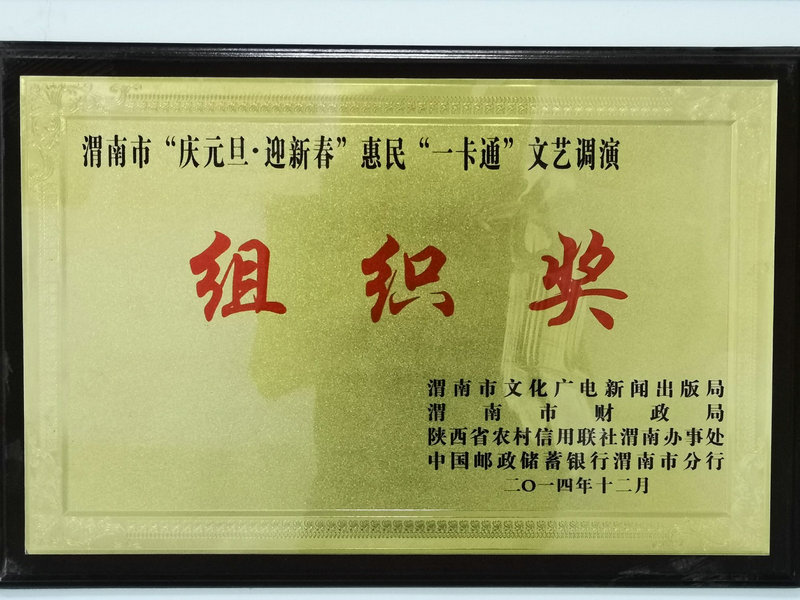 渭南市“庆元旦·迎新春”惠民“一卡通”文艺调演
组织奖
渭南市文化广电新闻出版局
渭南市财政局
陕西省农村信用联社渭南办事处
中国邮政储蓄银行渭南市分行
二〇一四年十二月